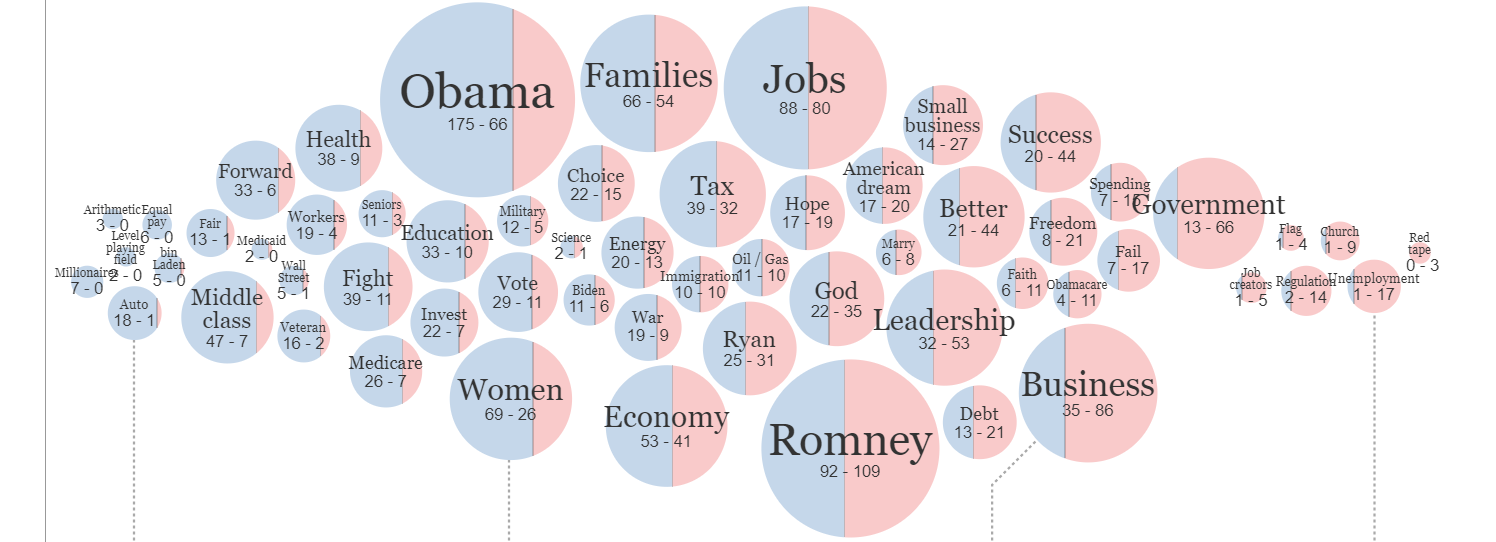 Obama
175 - 66
Families
66 - 54
Jobs
88 - 80
Small
business
14 - 27
Success
20 - 44
Health
38 - 9
Forward
33 - 6
Choice
22 - 15
Tax
39 - 32
American
dream
17 - 20
Hope
17 - 19
Better
21 - 44
Spending
7 - 15
Government
13 - 66
Arithmetic
3 - 0
Equal
pay
6 - 0
Fair
13 - 1
Workers
19 - 4
Seniors
11 - 3
Education
33 - 10
Military
12 - 5
Science
2 - 1
Energy
20 - 13
Marry
6 - 8
Freedom
8 - 21
Fail
7 - 17
Flag
1 - 4
Church
1 - 9
Red
tape
0 - 3
Level
playing
field
2 - 0
bin
Laden
5 - 0
Medicaid
2 - 0
Wall
Street
5 - 1
Millionaire
7 - 0
Auto
18 - 1
Middle
class
47 - 7
Fight
39 - 11
Vote
29 - 11
Biden
11 - 6
Immigration
10 - 10
Oil / Gas
11 - 10
God
22 - 35
Faith
6 - 11
Obamacare
4 - 11
Job
creators
1 - 5
Regulation
2 - 14
Unemployment
1 - 17
Veteran
16 - 2
Invest
22 - 7
War
19 - 9
Ryan
25 - 31
Leadership
32 - 53
Medicare
26 - 7
Women
69 - 26
Economy
53 - 41
Romney
92 - 109
Debt
13 - 21
Business
35 - 86